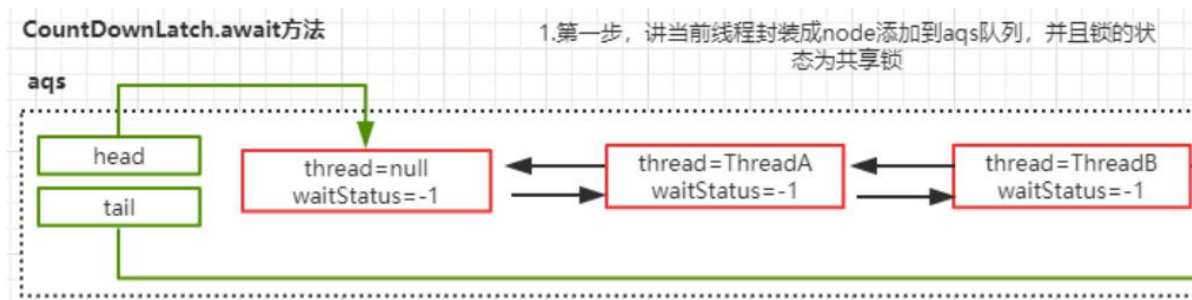 CountDownLatch.await方法
1.第一步，讲当前线程封装成node添加到aqs队列，并且锁的状
态为共享锁
aqs
head
tail
thread=null
waitStatus=-1
thread=ThreadA
waitStatus=-1
thread=ThreadB
waitStatus=-1